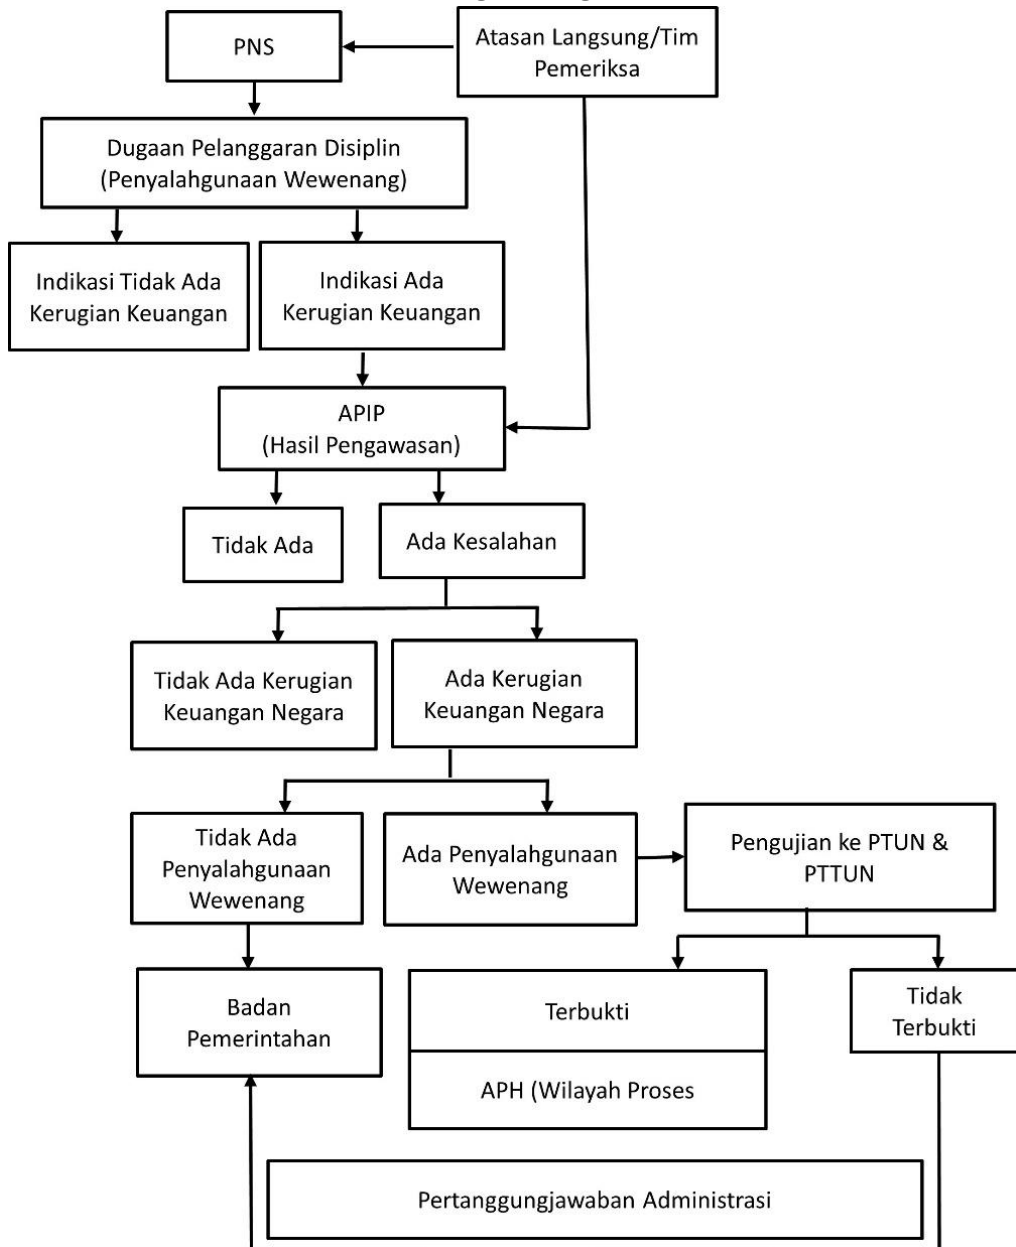 PNS
Atasan Langsung/Tim
Pemeriksa
Dugaan Pelanggaran Disiplin
(Penyalahgunaan Wewenang)
Indikasi Tidak Ada
Kerugian Keuangan
Indikasi Ada
Kerugian Keuangan
APIP
(Hasil Pengawasan)
Tidak Ada
Ada Kesalahan
Tidak Ada Kerugian
Keuangan Negara
Ada Kerugian
Keuangan Negara
Tidak Ada
Penyalahgunaan
Wewenang
Ada Penyalahgunaan
Wewenang
Pengujian ke PTUN &
PTTUN
Badan
Pemerintahan
Terbukti
APH (Wilayah Proses
Tidak
Terbukti
Pertanggungjawaban Administrasi